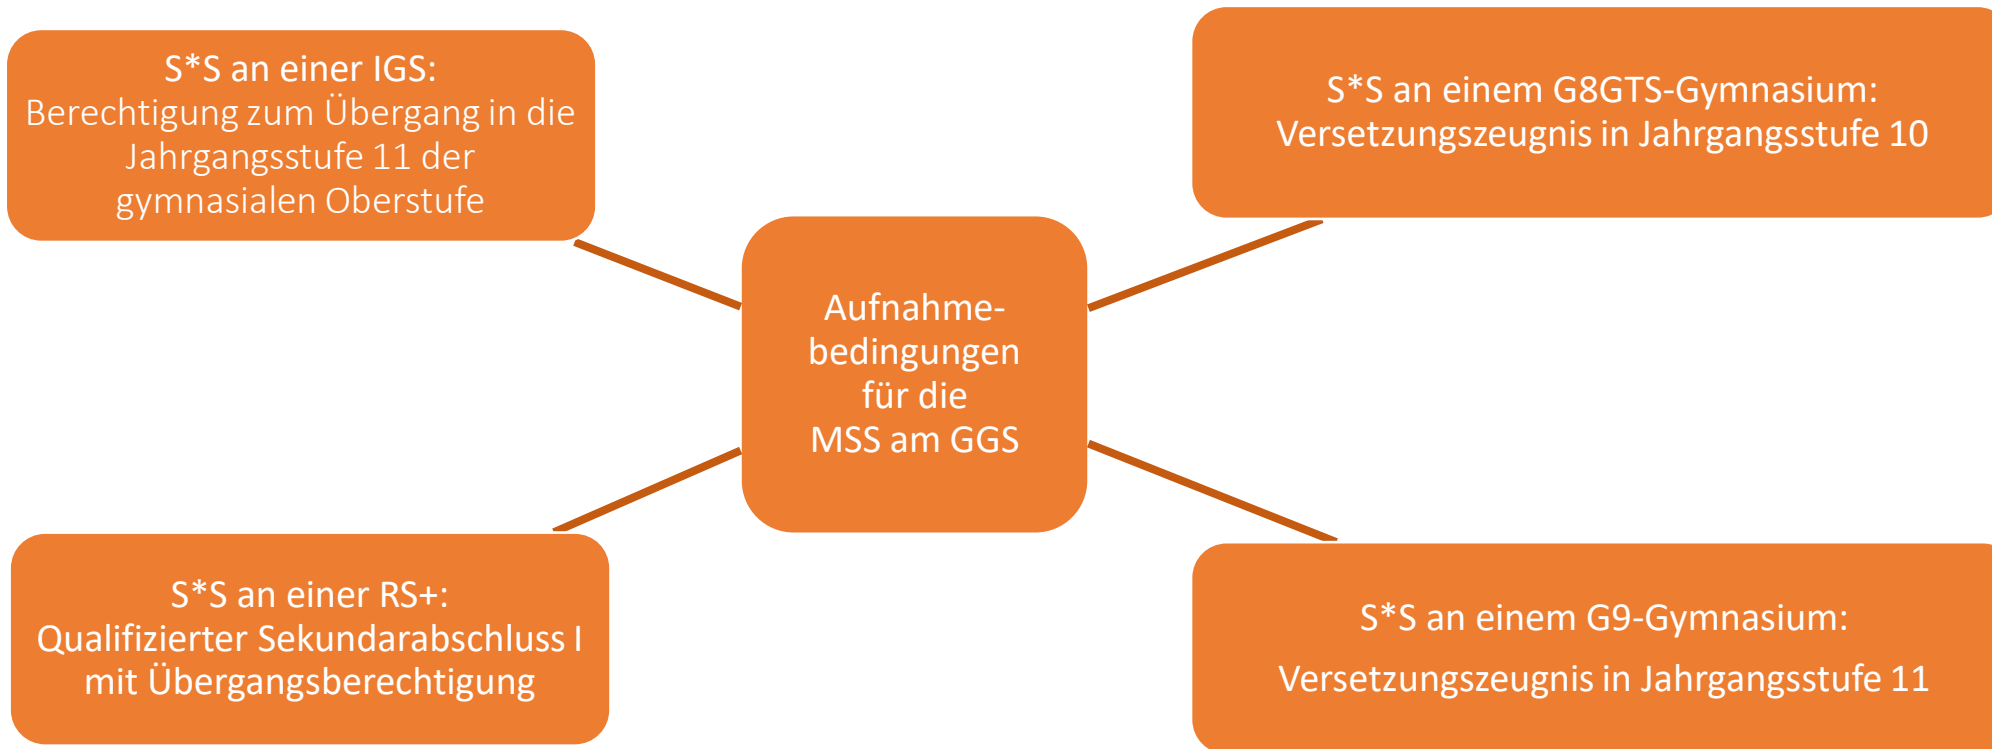 S*S an einer IGS:
Berechtigung zum Übergang in die
Jahrgangsstufe 11 der
gymnasialen Oberstufe
S*S an einem G8GTS-Gymnasium:
Versetzungszeugnis in Jahrgangsstufe 10
Aufnahme-
bedingungen
für die
MSS am GGS
S*S an einer RS+:
Qualifizierter Sekundarabschluss I
mit Übergangsberechtigung
S*S an einem G9-Gymnasium:
Versetzungszeugnis in Jahrgangsstufe 11